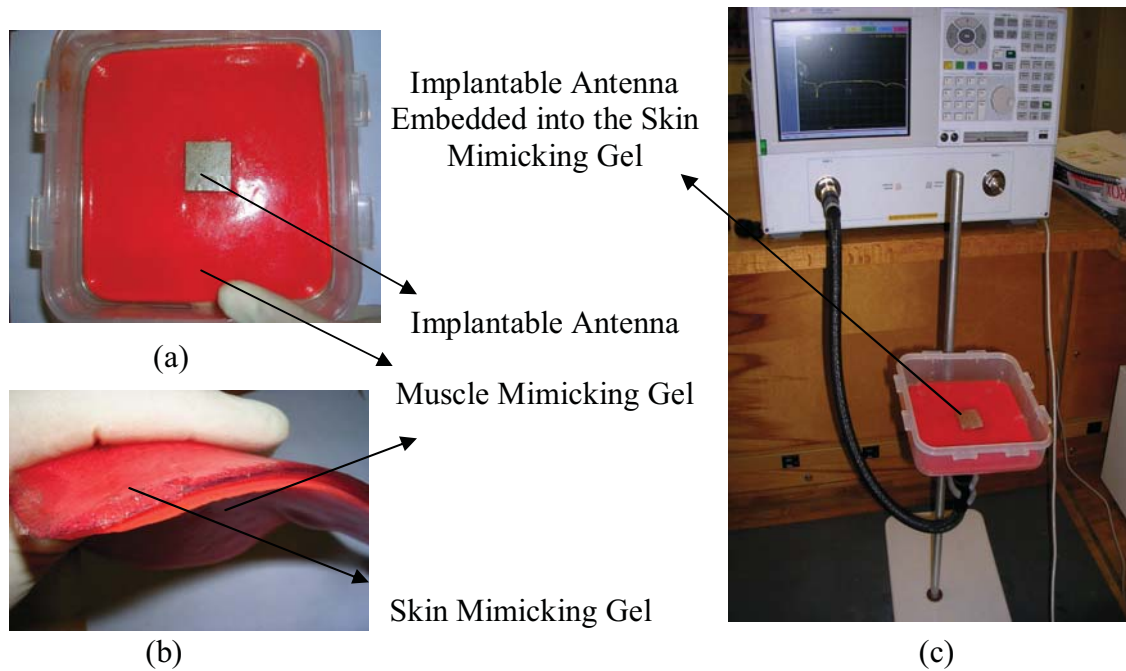 Implantable Antenna
Embedded into the Skin
Mimicking Gel
Implantable Antenna
(a)
Muscle Mimicking Gel
Skin Mimicking Gel
(b)
(c)